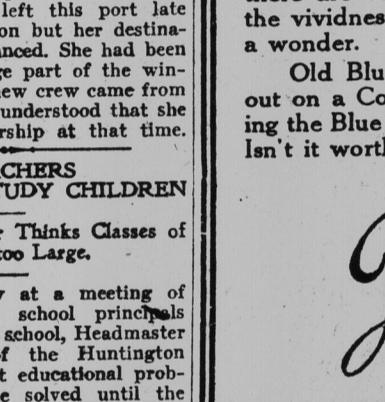 left this port late
on but her destina-
anced. She had been
ge part of the win-
new crew came from
understood that she
rship at that time.
CHERS
TUDY CHILDREN
r Thinks Classes of
too Large.
y at a meeting of
school principals
school, Headmaster
of the Huntington
t educational prob-
e solved until the
the vividnes
a wonder.
Old Blu
out on a Co
ing the Blue
Isn't it wort